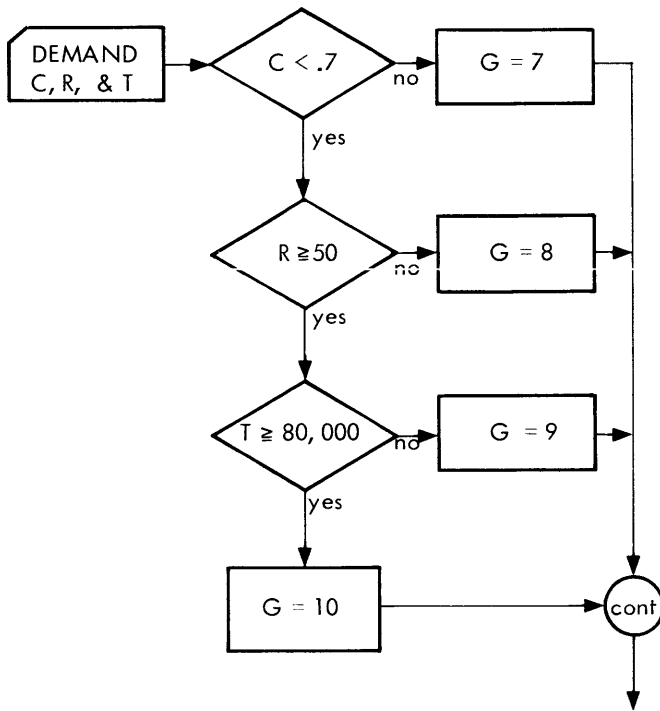 DEMAND
C, R, & T
C < .7
no
G = 7
yes
R ≧ 50
no
G = 8
yes
T ≧ 80,000
no
G = 9
yes
G = 10
cont